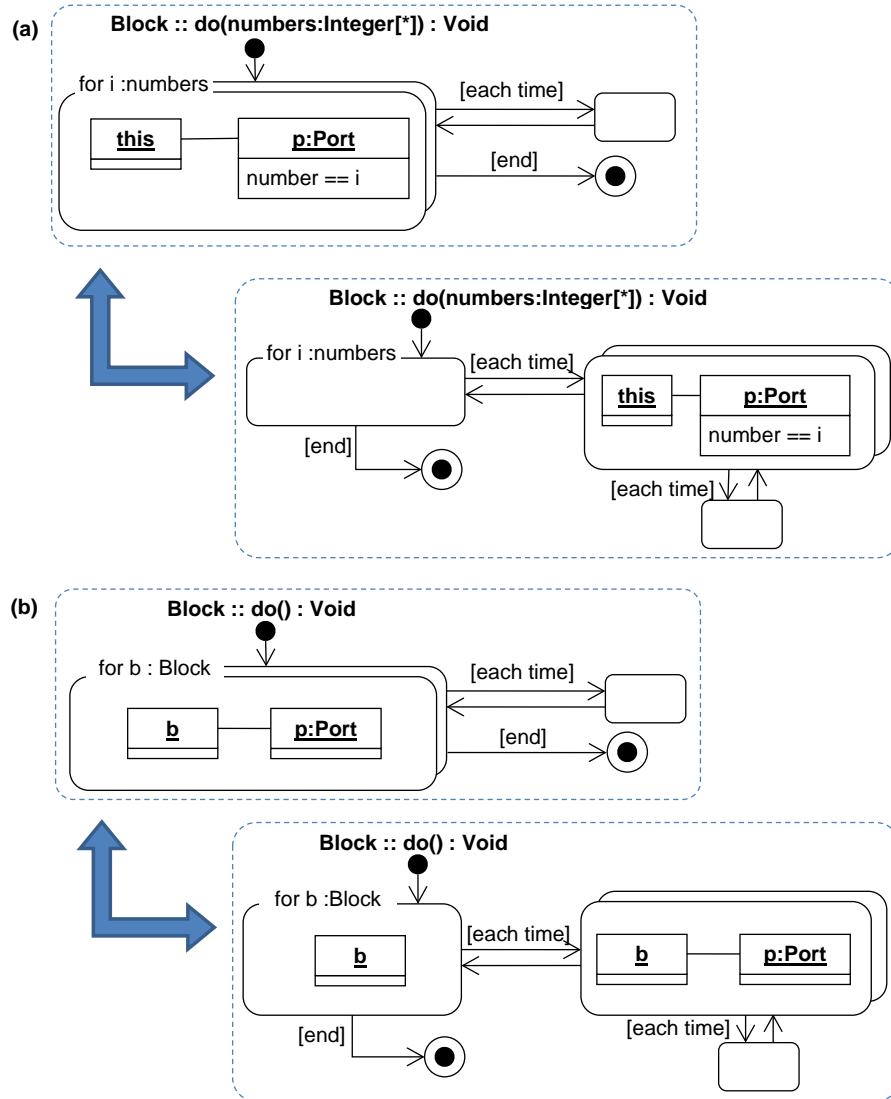 (a)
Block :: do(numbers:Integer[*]) : Void
for i :numbers
[each time]
this
p:Port
number == i
[end]
Block :: do(numbers:Integer[*]) : Void
for i :numbers
[each time]
this
p:Port
number == i
[end]
[each time]
(b)
Block :: do() : Void
for b : Block
[each time]
b
p:Port
[end]
Block :: do() : Void
for b :Block
[each time]
b
b
p:Port
[end]
[each time]